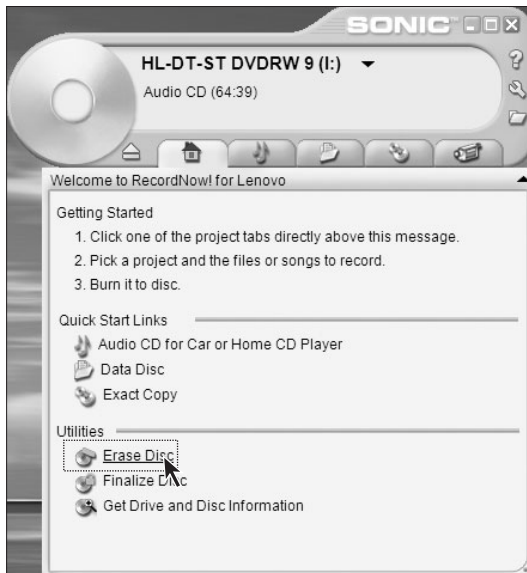 SONIC
HL-DT-ST DVDRW 9 (I:)
Audio CD (64:39)
Welcome to RecordNow! for Lenovo
Getting Started
1. Click one of the project tabs directly above this message.
2. Pick a project and the files or songs to record.
3. Burn it to disc.
Quick Start Links
Audio CD for Car or Home CD Player
Data Disc
Exact Copy
Utilities
Erase Disc
Finalize Disc
Get Drive and Disc Information